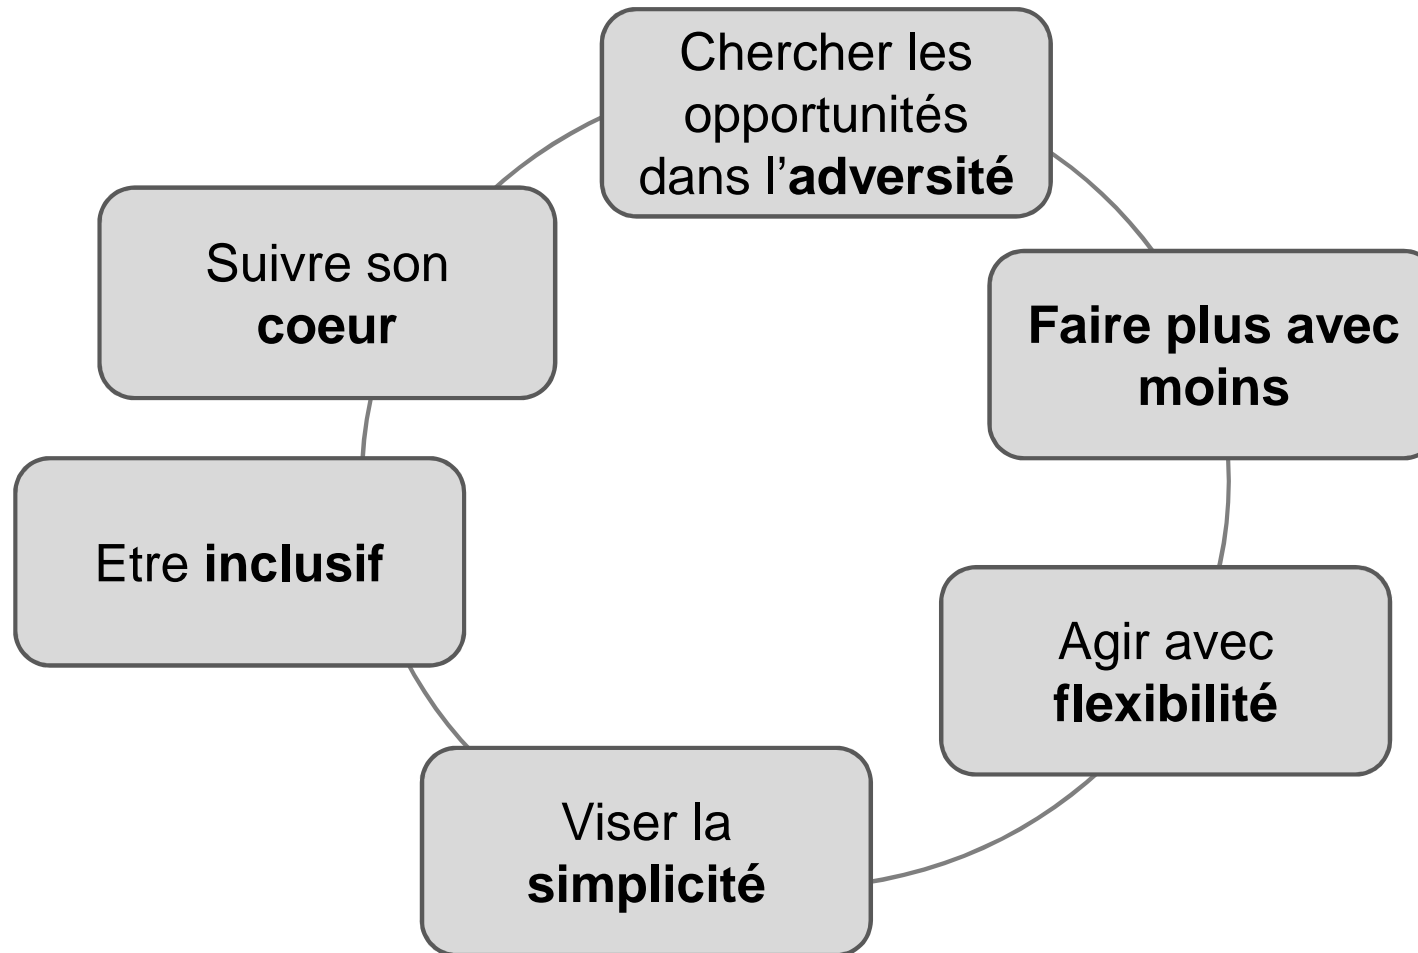 Chercher les
opportunités
dans l’adversité
Faire plus avec
moins
Agir avec
flexibilité
Viser la
simplicité
Etre inclusif
Suivre son
coeur